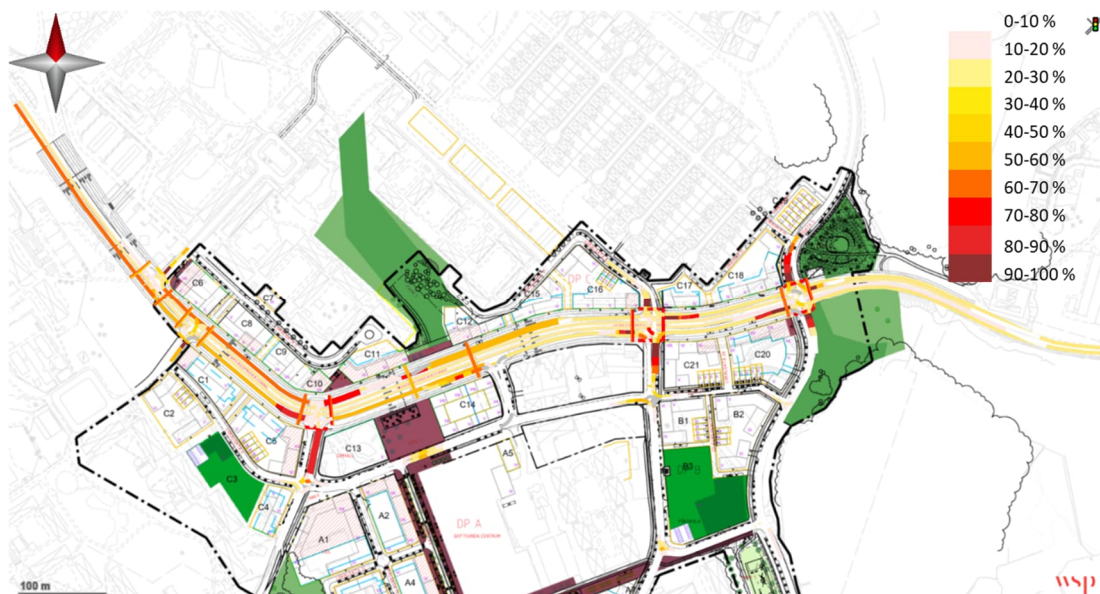 0-10 %
10-20 %
20-30 %
30-40 %
40-50 %
50-60 %
60-70 %
70-80 %
80-90 %
90-100 %
C6
C7
C8
C9
C10
C11
C12
C15
DP C
C16
C17
C18
C1
C2
C5
C3
C4
C13
C14
C21
C20
B1
B2
B3
A5
A2
A1
A4
DP A
100 m
wsp